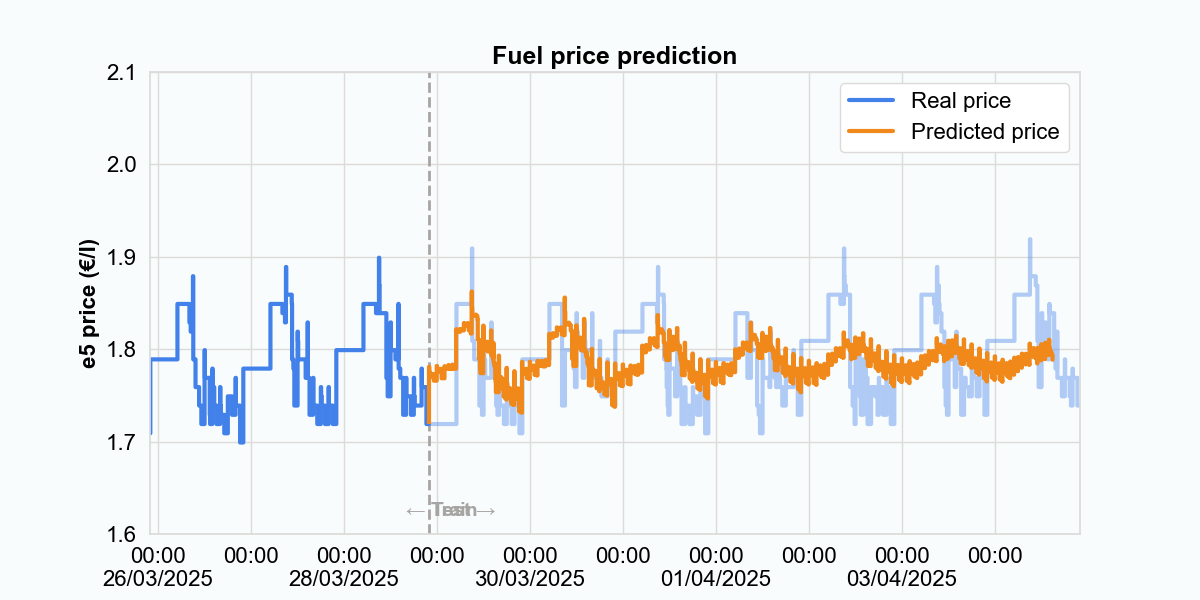 Fuel price prediction
2.1
2.0
1.9
1.8
1.7
1.6
e5 price (€/l)
Real price
Predicted price
← Train
Test →
00:00 00:00 00:00 00:00 00:00 00:00 00:00 00:00 00:00 00:00
26/03/2025 28/03/2025 30/03/2025 01/04/2025 03/04/2025